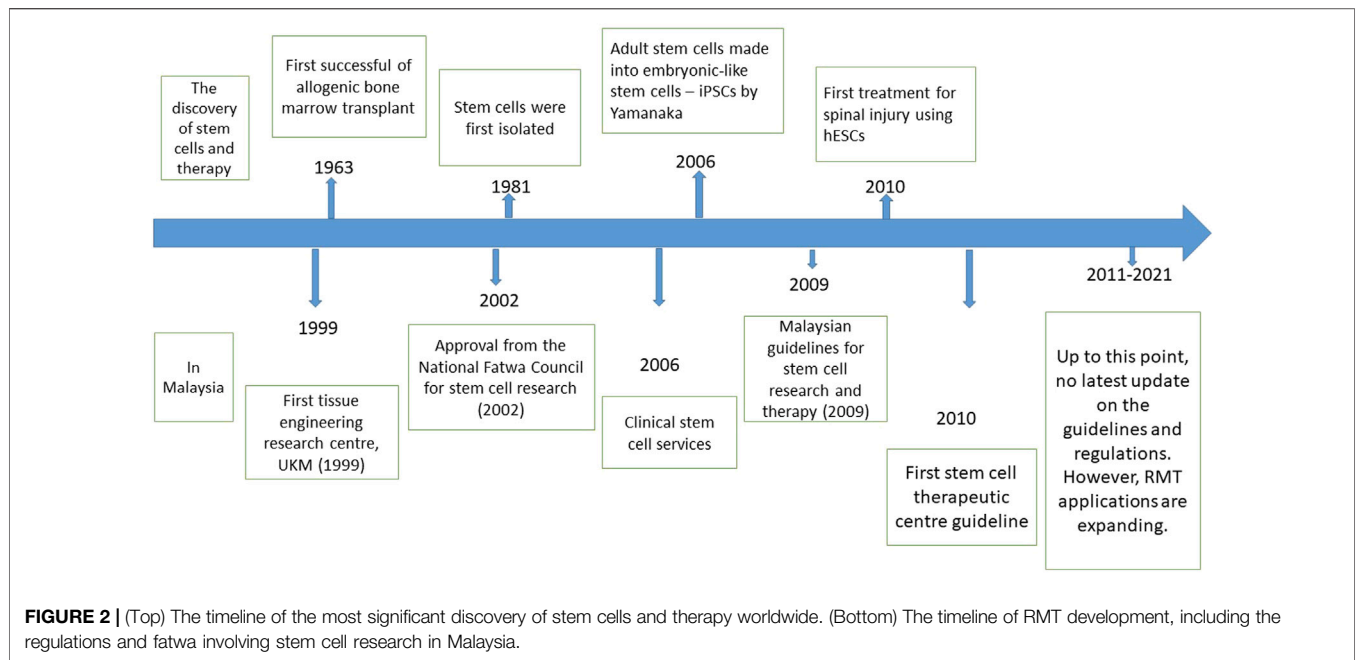 The
discovery
of stem
cells and
therapy
First successful of
allogenic bone
marrow transplant
1963
Stem cells were
first isolated
1981
Adult stem cells made
into embryonic-like
stem cells – iPSCs by
Yamanaka
2006
First treatment for
spinal injury using
hESCs
2010
In
Malaysia
1999
First tissue
engineering
research centre,
UKM (1999)
2002
Approval from the
National Fatwa Council
for stem cell research
(2002)
2006
Clinical stem
cell services
2009
Malaysian
guidelines for
stem cell
research and
therapy (2009)
2010
First stem cell
therapeutic
centre guideline
2011-2021
Up to this point,
no latest update
on the
guidelines and
regulations.
However, RMT
applications are
expanding.
FIGURE 2 | (Top) The timeline of the most significant discovery of stem cells and therapy worldwide. (Bottom) The timeline of RMT development, including the
regulations and fatwa involving stem cell research in Malaysia.